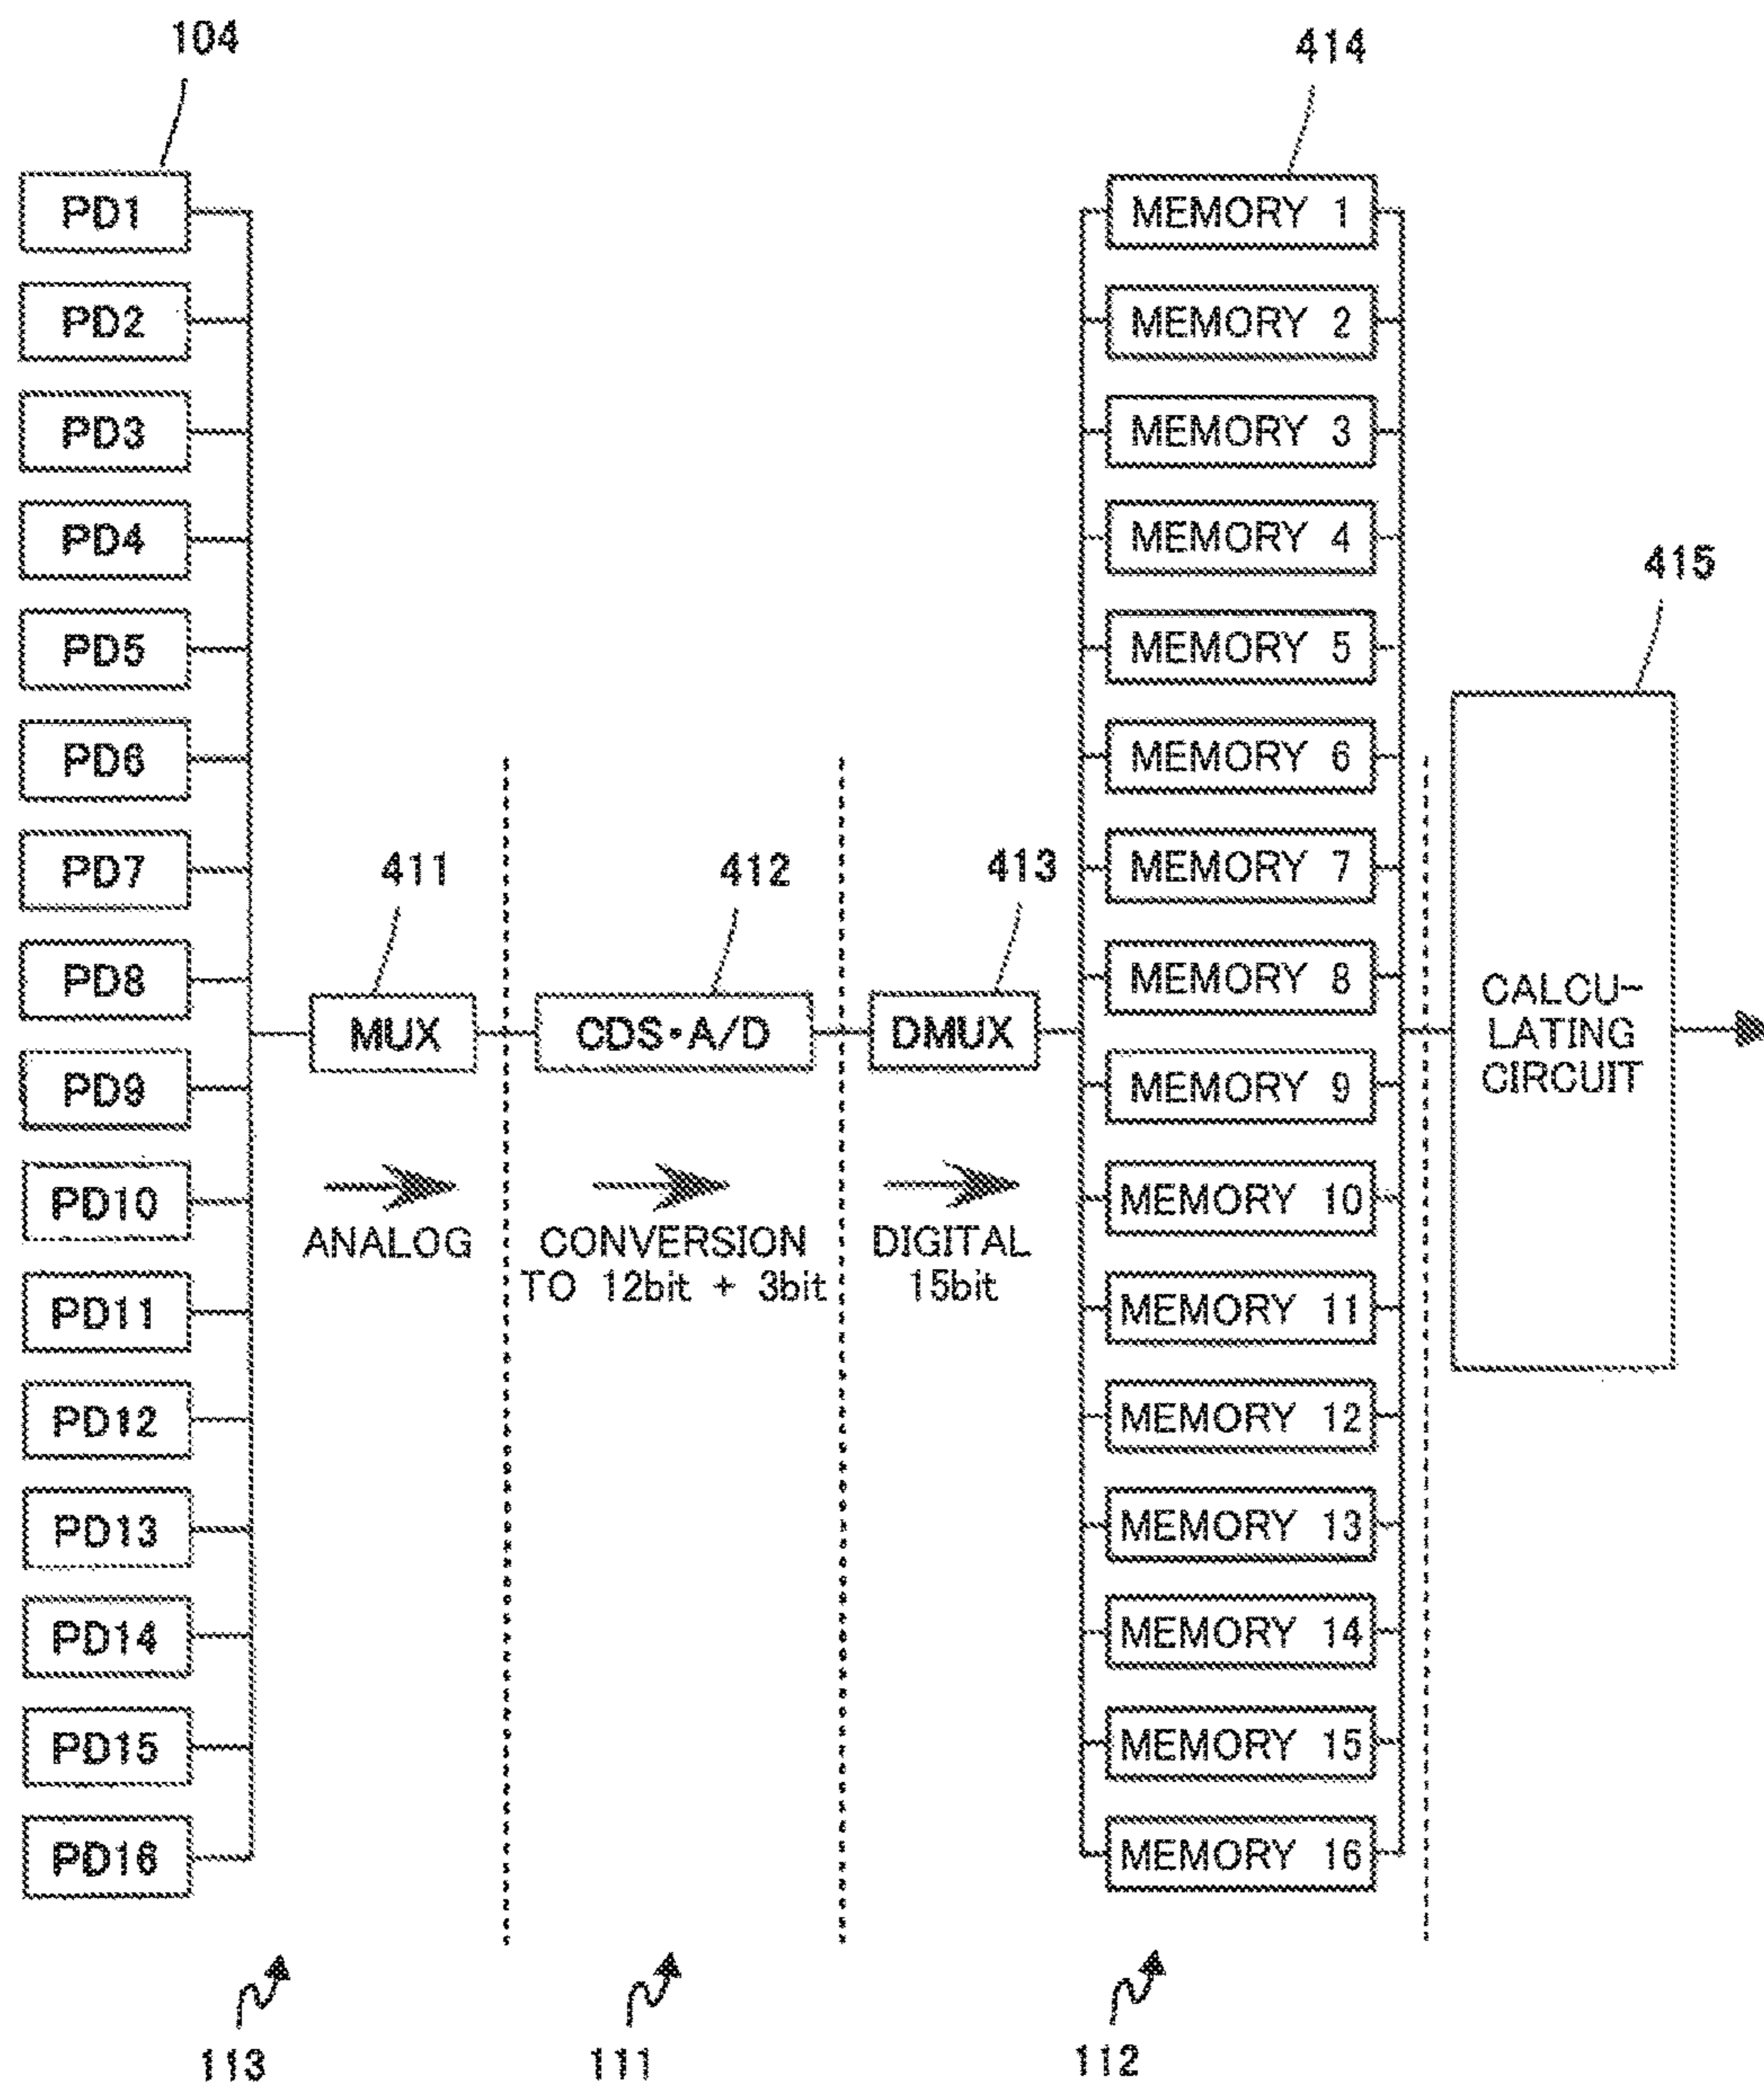 104
414
PD1
MEMORY 1
PD2
MEMORY 2
PD3
MEMORY 3
PD4
MEMORY 4
415
PD5
MEMORY 5
PD6
MEMORY 6
PD7
411
412
413
MEMORY 7
PD8
MEMORY 8
MUX
CDS・A/D
DMUX
CALCU-
LATING
CIRCUIT
PD9
MEMORY 9
PD10
MEMORY 10
ANALOG
CONVERSION
TO 12bit + 3bit
DIGITAL
15bit
PD11
MEMORY 11
PD12
MEMORY 12
PD13
MEMORY 13
PD14
MEMORY 14
PD15
MEMORY 15
PD16
MEMORY 16
113
111
112